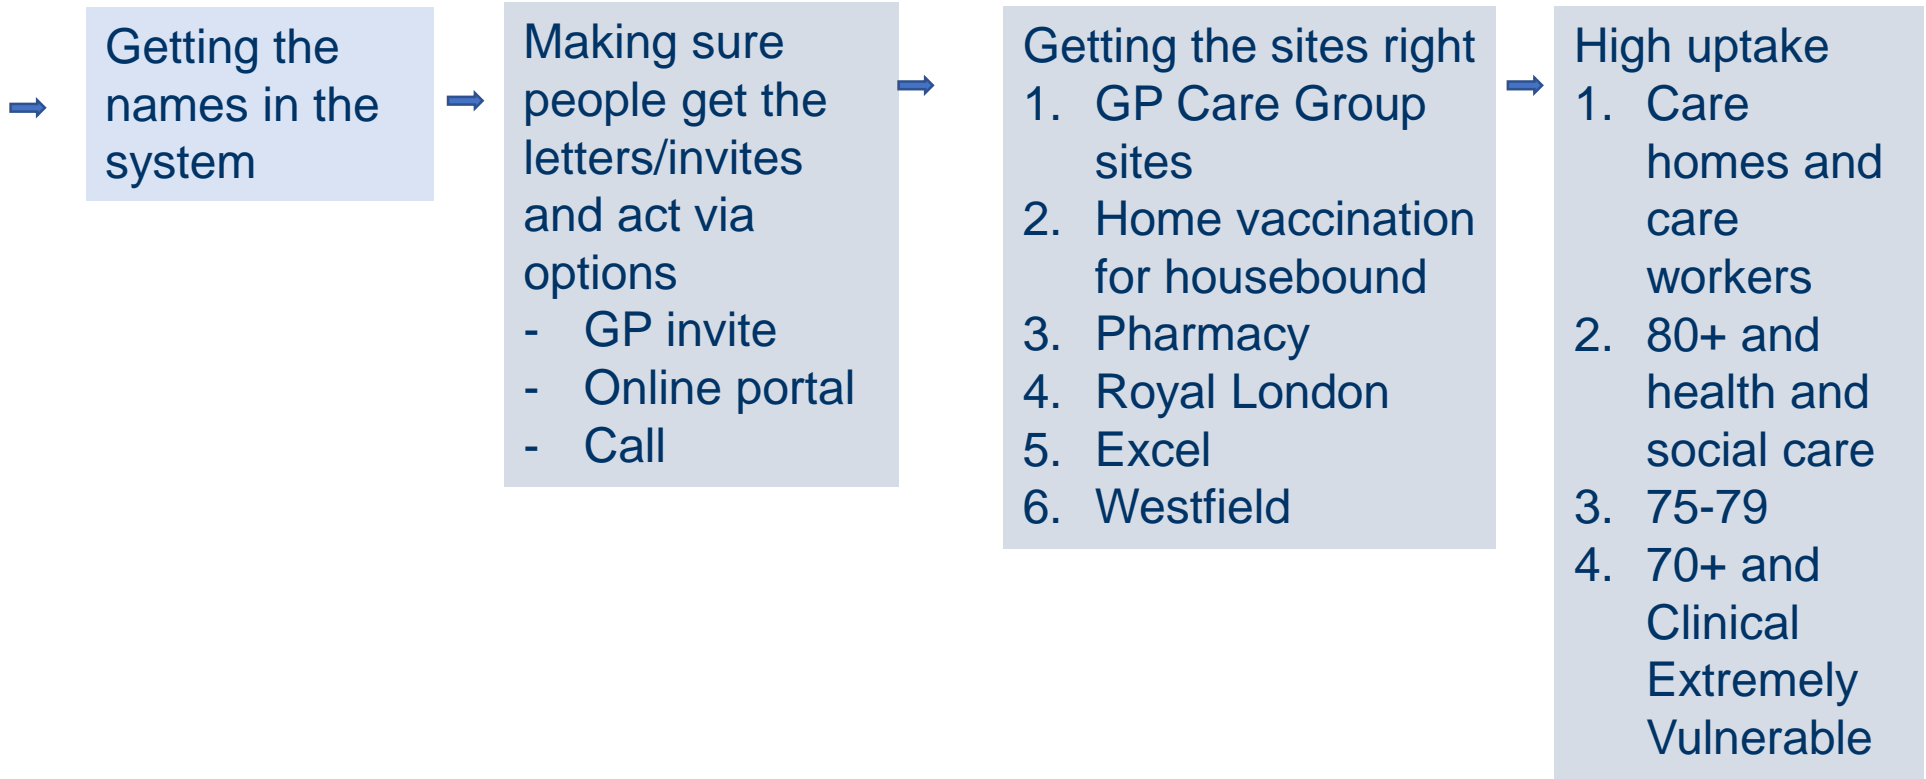 Getting the
names in the
system
Making sure
people get the
letters/invites
and act via
options
- GP invite
- Online portal
- Call
Getting the sites right
1. GP Care Group
sites
2. Home vaccination
for housebound
3. Pharmacy
4. Royal London
5. Excel
6. Westfield
High uptake
1. Care
homes and
care
workers
2. 80+ and
health and
social care
3. 75-79
4. 70+ and
Clinical
Extremely
Vulnerable